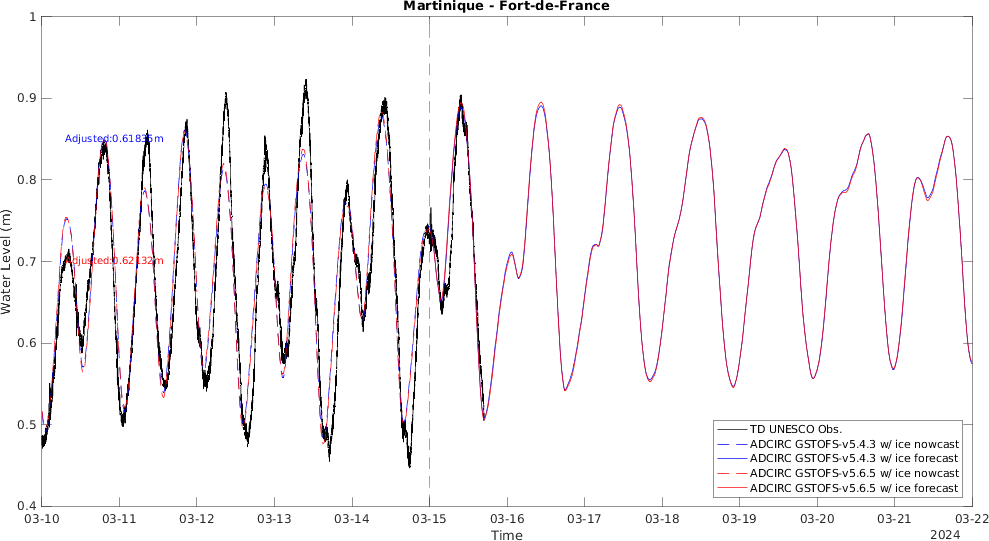 Martinique - Fort-de-France
Water Level (m)
1
0.9
0.8
0.7
0.6
0.5
0.4
Adjusted:0.61835m
Adjusted:0.62132m
TD UNESCO Obs.
ADCIRC GSTOFS-v5.4.3 w/ ice nowcast
ADCIRC GSTOFS-v5.4.3 w/ ice forecast
ADCIRC GSTOFS-v5.6.5 w/ ice nowcast
ADCIRC GSTOFS-v5.6.5 w/ ice forecast
03-10 03-11 03-12 03-13 03-14 03-15 03-16 03-17 03-18 03-19 03-20 03-21 03-22
Time
2024